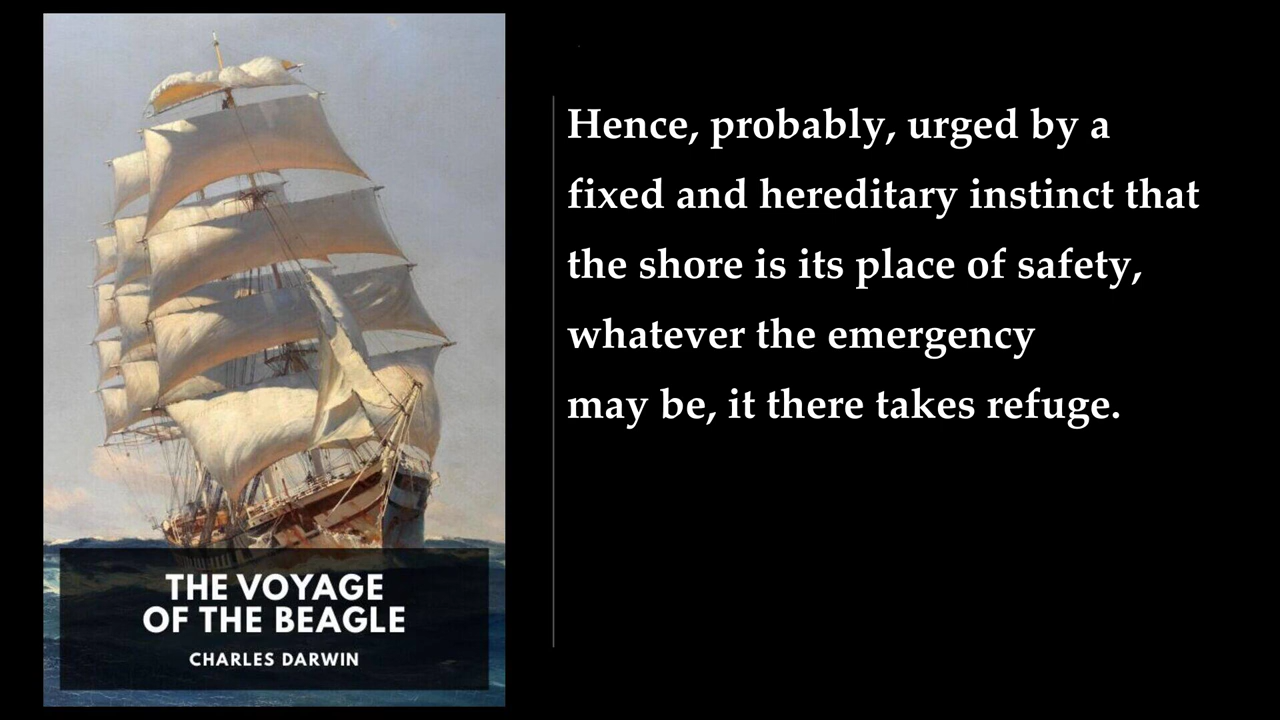 THE VOYAGE
OF THE BEAGLE
CHARLES DARWIN
Hence, probably, urged by a
fixed and hereditary instinct that
the shore is its place of safety,
whatever the emergency
may be, it there takes refuge.